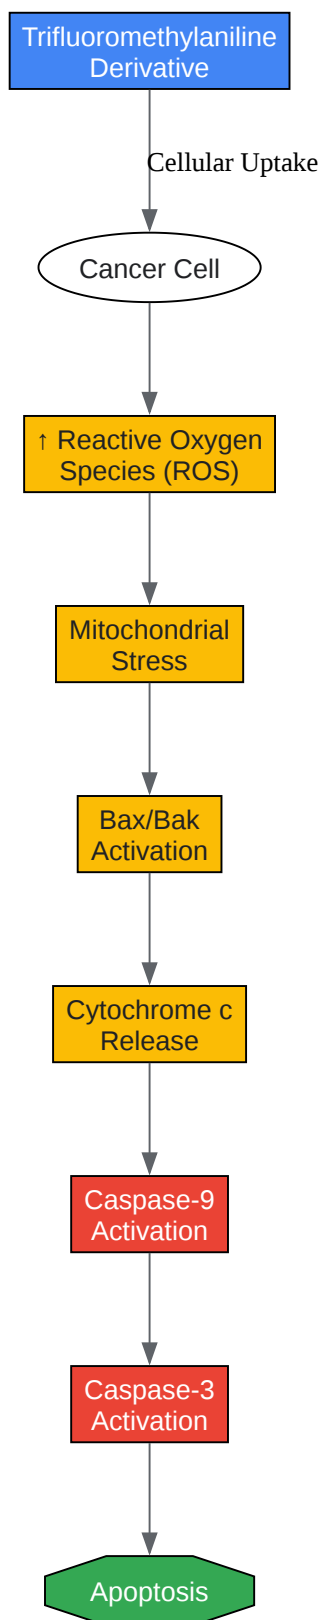 Trifluoromethylaniline
Derivative
Cellular Uptake
Cancer Cell
↑ Reactive Oxygen
Species (ROS)
Mitochondrial
Stress
Bax/Bak
Activation
Cytochrome c
Release
Caspase-9
Activation
Caspase-3
Activation
Apoptosis